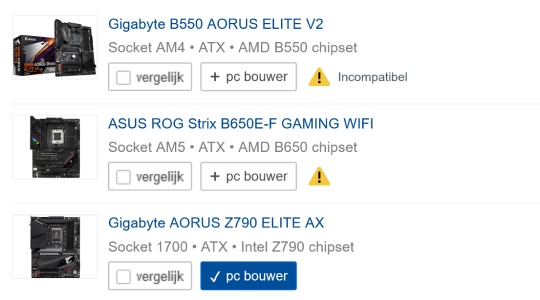 Gigabyte B550 AORUS ELITE V2
Socket AM4 • ATX • AMD B550 chipset
vergelijk + pc bouwer Incompatibel
ASUS ROG Strix B650E-F GAMING WIFI
Socket AM5 • ATX • AMD B650 chipset
vergelijk + pc bouwer
Gigabyte AORUS Z790 ELITE AX
Socket 1700 • ATX • Intel Z790 chipset
vergelijk ✓ pc bouwer